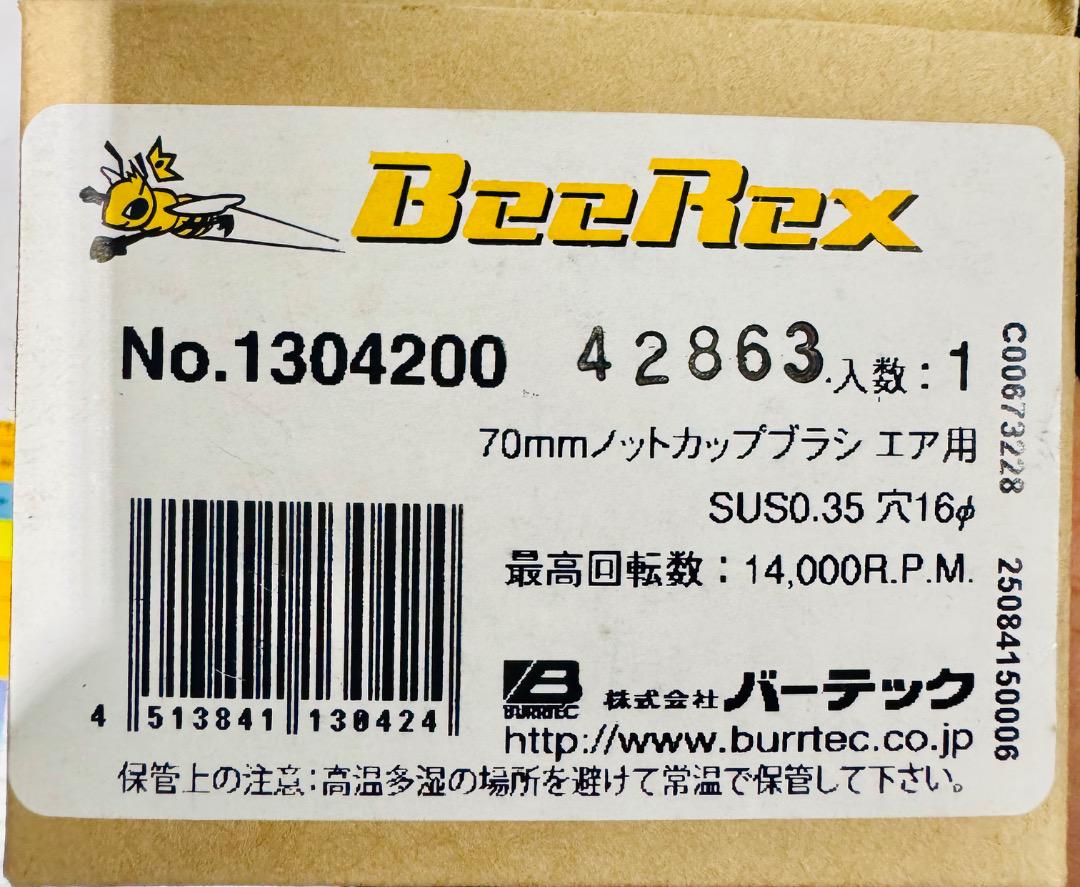 BeeRex
No.1304200 42863 入数：1
70mmノットカップブラシ エア用
SUS0.35 穴16φ
最高回転数：14,000R.P.M.
BURRTEC 株式会社バーテック
http://www.burrtec.co.jp
4 513841 130424
保管上の注意：高温多湿の場所を避けて常温で保管して下さい。
C00673228 25084150006